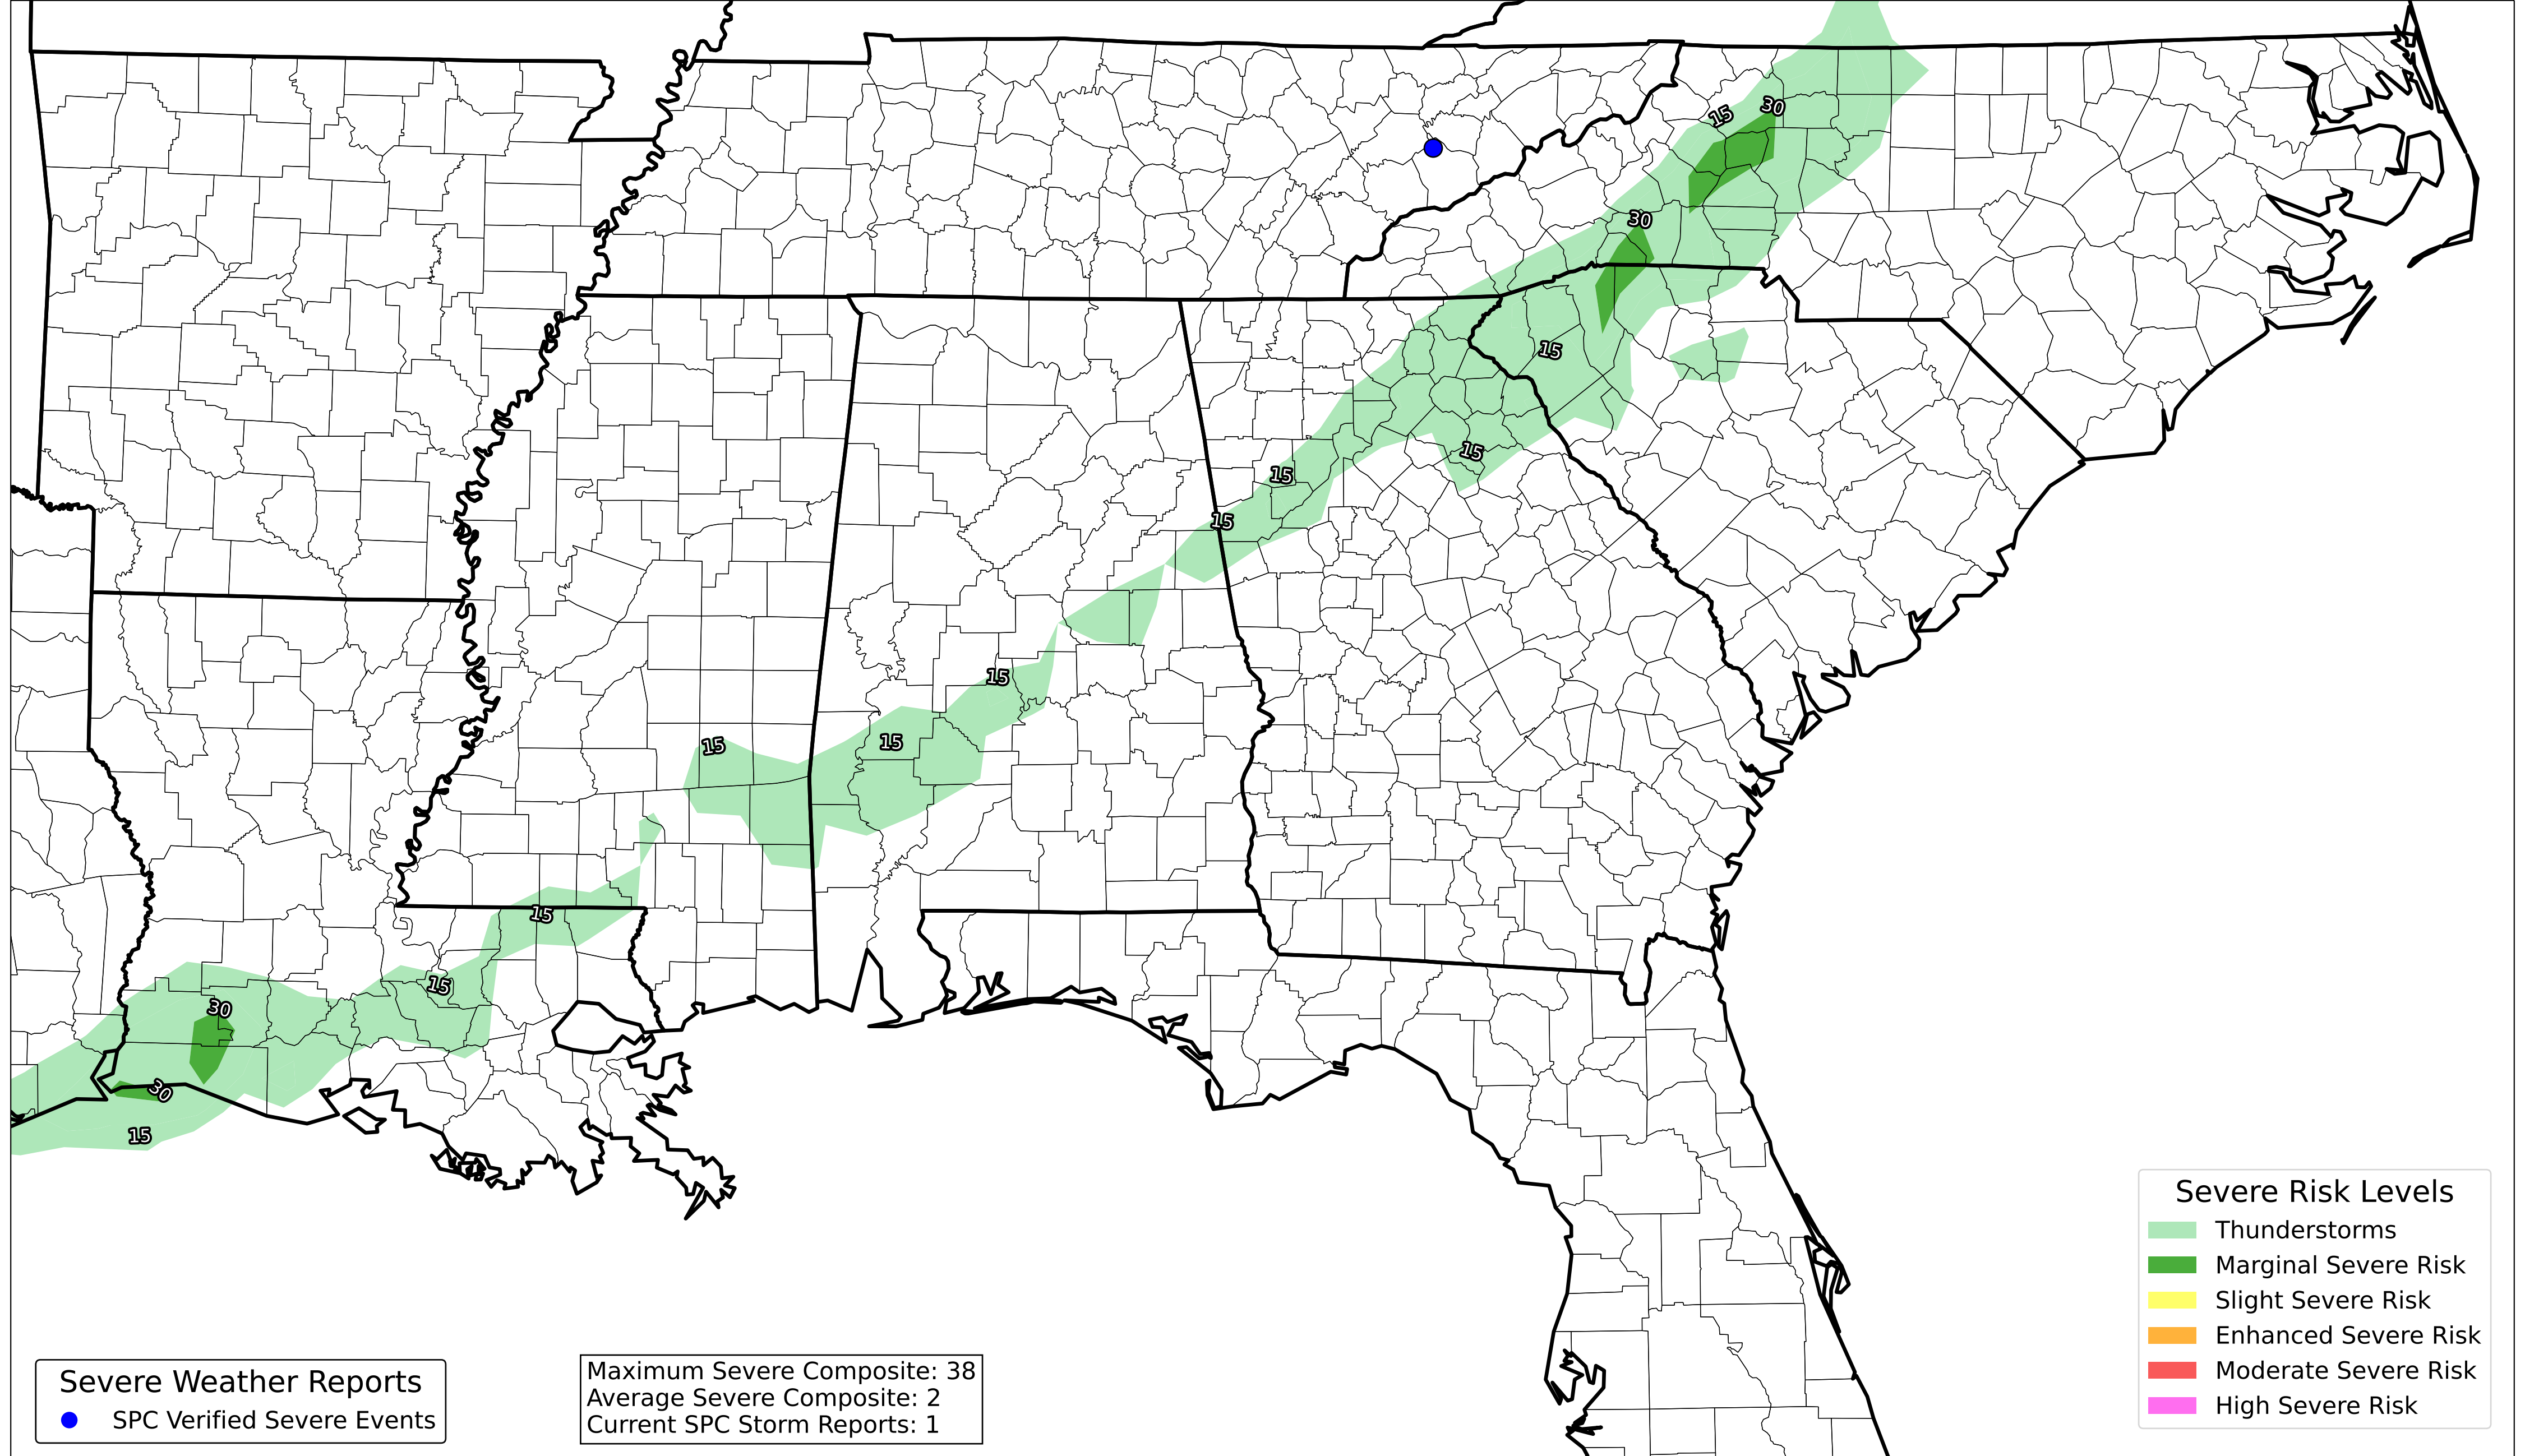 15
30
30
15
15
15
15
15
15
15
15
15
30
30
15
Severe Risk Levels
Thunderstorms
Marginal Severe Risk
Slight Severe Risk
Enhanced Severe Risk
Moderate Severe Risk
High Severe Risk
Severe Weather Reports
SPC Verified Severe Events
Maximum Severe Composite: 38
Average Severe Composite: 2
Current SPC Storm Reports: 1